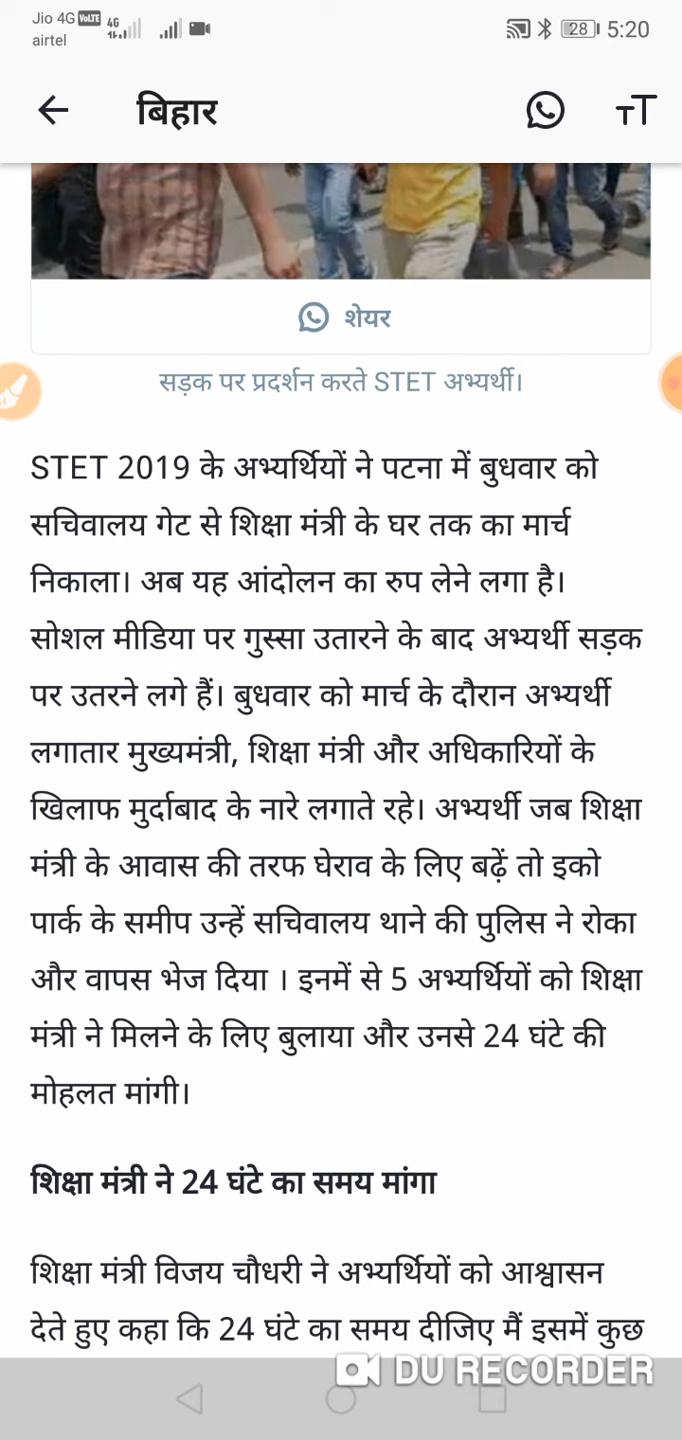 Jio 4G VoLTE 4G
airtel
28 5:20
बिहार
TT
शेयर
सड़क पर प्रदर्शन करते STET अभ्यर्थी।
STET 2019 के अभ्यर्थियों ने पटना में बुधवार को
सचिवालय गेट से शिक्षा मंत्री के घर तक का मार्च
निकाला। अब यह आंदोलन का रुप लेने लगा है।
सोशल मीडिया पर गुस्सा उतारने के बाद अभ्यर्थी सड़क
पर उतरने लगे हैं। बुधवार को मार्च के दौरान अभ्यर्थी
लगातार मुख्यमंत्री, शिक्षा मंत्री और अधिकारियों के
खिलाफ मुर्दाबाद के नारे लगाते रहे। अभ्यर्थी जब शिक्षा
मंत्री के आवास की तरफ घेराव के लिए बढ़ें तो इको
पार्क के समीप उन्हें सचिवालय थाने की पुलिस ने रोका
और वापस भेज दिया । इनमें से 5 अभ्यर्थियों को शिक्षा
मंत्री ने मिलने के लिए बुलाया और उनसे 24 घंटे की
मोहलत मांगी।
शिक्षा मंत्री ने 24 घंटे का समय मांगा
शिक्षा मंत्री विजय चौधरी ने अभ्यर्थियों को आश्वासन
देते हुए कहा कि 24 घंटे का समय दीजिए मैं इसमें कुछ
DU RECORDER